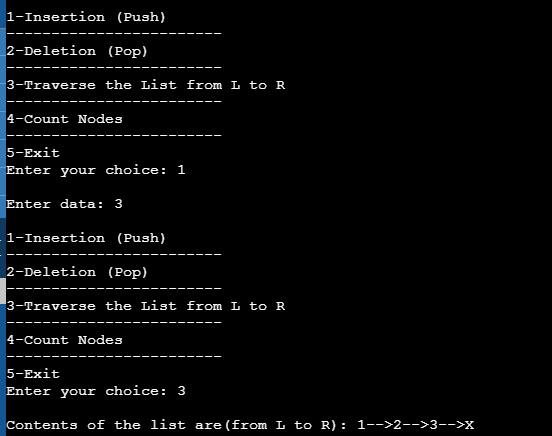 1-Insertion (Push)
------------------------
2-Deletion (Pop)
------------------------
3-Traverse the List from L to R
------------------------
4-Count Nodes
------------------------
5-Exit
Enter your choice: 1
Enter data: 3
1-Insertion (Push)
------------------------
2-Deletion (Pop)
------------------------
3-Traverse the List from L to R
------------------------
4-Count Nodes
------------------------
5-Exit
Enter your choice: 3
Contents of the list are(from L to R): 1-->2-->3-->X